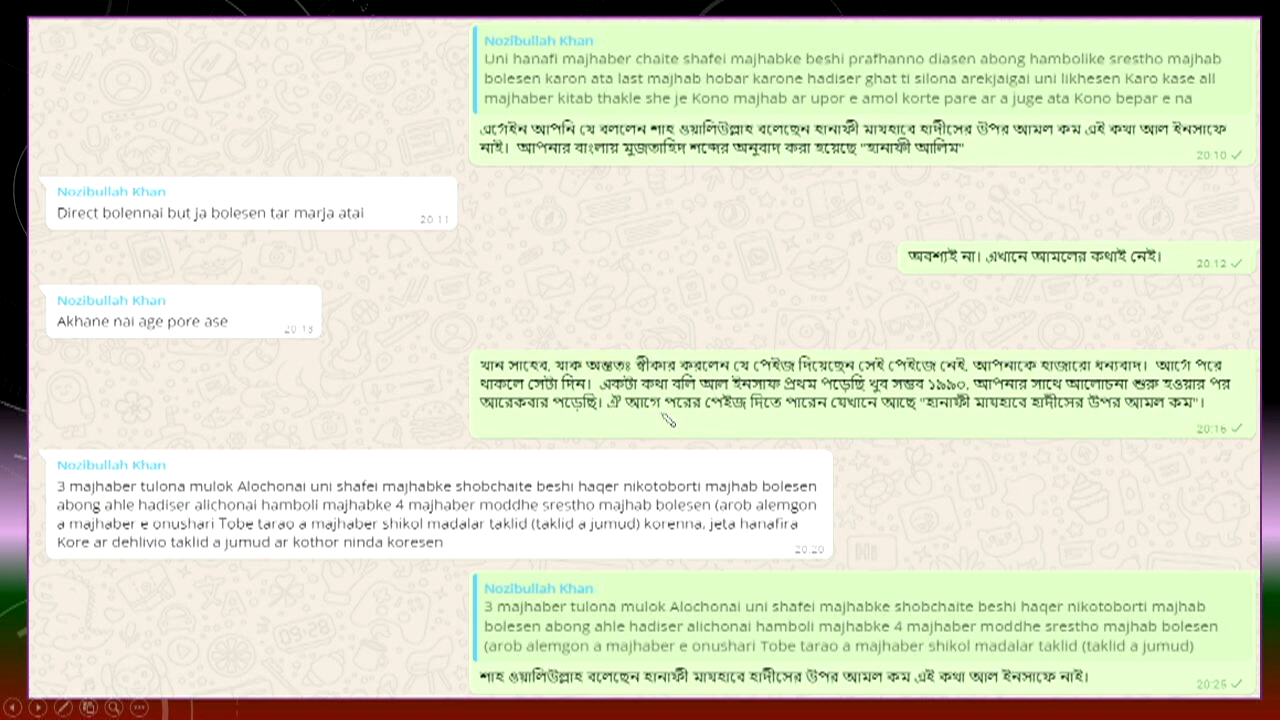 Nozibullah Khan
Uni hanafi majhaber chaite shafei majhabke beshi prafhanno diasen abong hambolike srestho majhab
bolesen karon ata last majhab hobar karone hadiser ghat ti silona arekjaigai uni likhesen Karo kase all
majhaber kitab thakle she je Kono majhab ar upor e amol korte pare ar a juge ata Kono bepar e na
এগেইন আপনি যে বললেন শাহ ওয়ালিউল্লাহ বলেছেন হানাফী মাযহাবে হাদীসের উপর আমল কম এই কথা আল ইনসাফে
নাই। আপনার বাংলায় মুজতাহিদ শব্দের অনুবাদ করা হয়েছে "হানাফী আলিম"
20:10
Nozibullah Khan
Direct bolennai but ja bolesen tar marja atai
20:11
অবশ্যই না। এখানে আমলের কথাই নেই।
20:12
Nozibullah Khan
Akhane nai age pore ase
20:13
খান সাহেব, যাক অন্ততঃ স্বীকার করলেন যে পেইজ দিয়েছেন সেই পেইজে নেই, আপনাকে হাজারো ধন্যবাদ। আগে পরে
থাকলে সেটা দিন। একটা কথা বলি আল ইনসাফ প্রথম পড়েছি খুব সম্ভব ১৯৯০, আপনার সাথে আলোচনা শুরু হওয়ার পর
আরেকবার পড়েছি। ঐ আগে পরের পেইজ দিতে পারেন যেখানে আছে "হানাফী মাযহাবে হাদীসের উপর আমল কম"।
20:16
Nozibullah Khan
3 majhaber tulona mulok Alochonai uni shafei majhabke shobchaite beshi haqer nikotoborti majhab bolesen
abong ahle hadiser alichonai hamboli majhabke 4 majhaber moddhe srestho majhab bolesen (arob alemgon
a majhaber e onushari Tobe tarao a majhaber shikol madalar taklid (taklid a jumud) korenna, jeta hanafira
Kore ar dehlivio taklid a jumud ar kothor ninda koresen
20:20
Nozibullah Khan
3 majhaber tulona mulok Alochonai uni shafei majhabke shobchaite beshi haqer nikotoborti majhab
bolesen abong ahle hadiser alichonai hamboli majhabke 4 majhaber moddhe srestho majhab bolesen
(arob alemgon a majhaber e onushari Tobe tarao a majhaber shikol madalar taklid (taklid a jumud)
শাহ ওয়ালিউল্লাহ বলেছেন হানাফী মাযহাবে হাদীসের উপর আমল কম এই কথা আল ইনসাফে নাই।
20:25